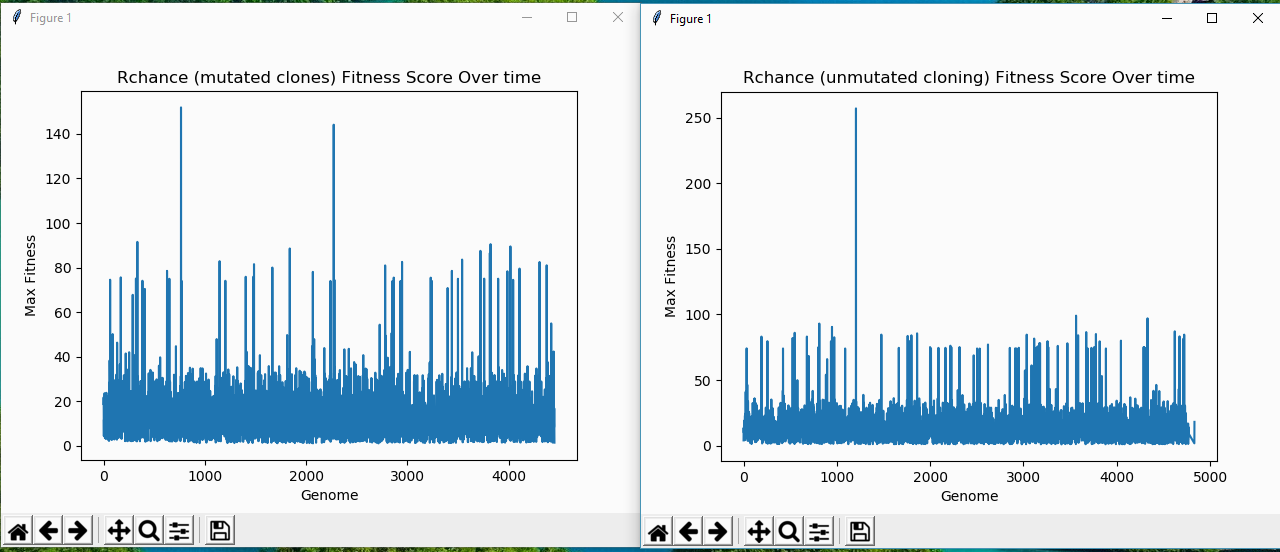 Figure 1
Rchance (mutated clones) Fitness Score Over time
140
120
100
80
60
40
20
0
Max Fitness
0 1000 2000 3000 4000
Genome
Figure 1
Rchance (unmutated cloning) Fitness Score Over time
250
200
150
100
50
0
Max Fitness
0 1000 2000 3000 4000 5000
Genome